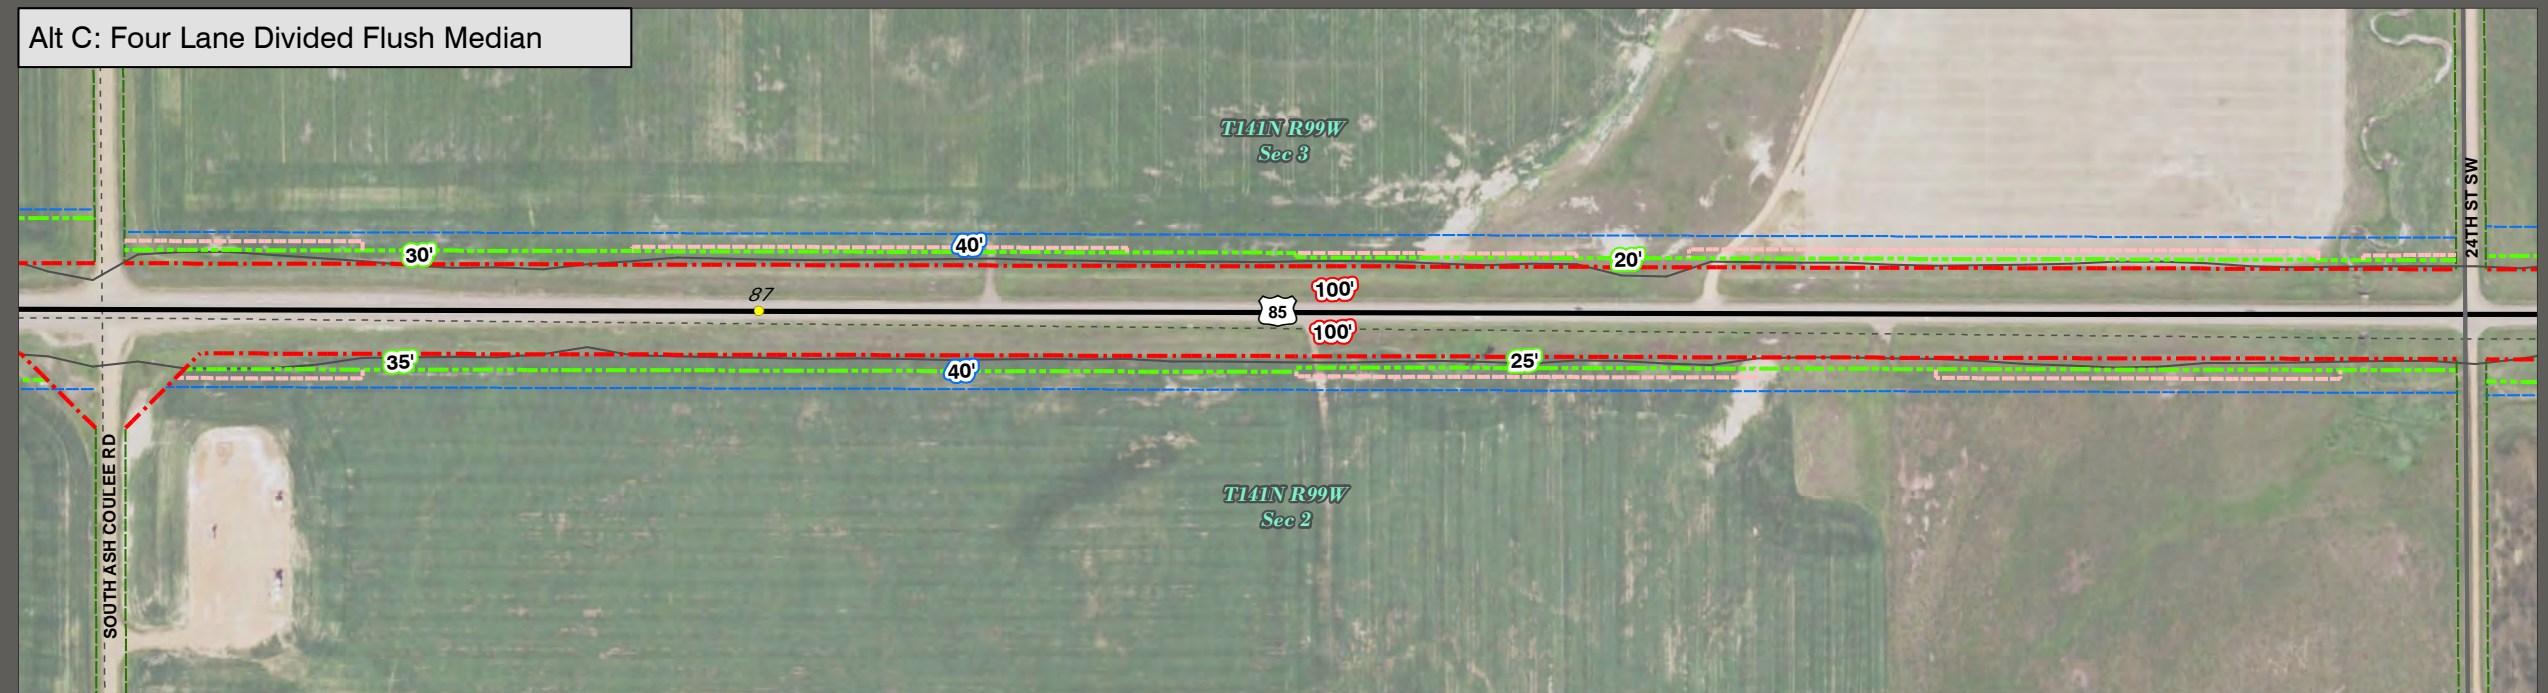 Alt C: Four Lane Divided Flush Median
T141N R99W
Sec 3
24TH ST SW
30'
40'
20'
87
100'
85
100'
35'
40'
25'
SOUTH ASH COULEE RD
T141N R99W
Sec 2